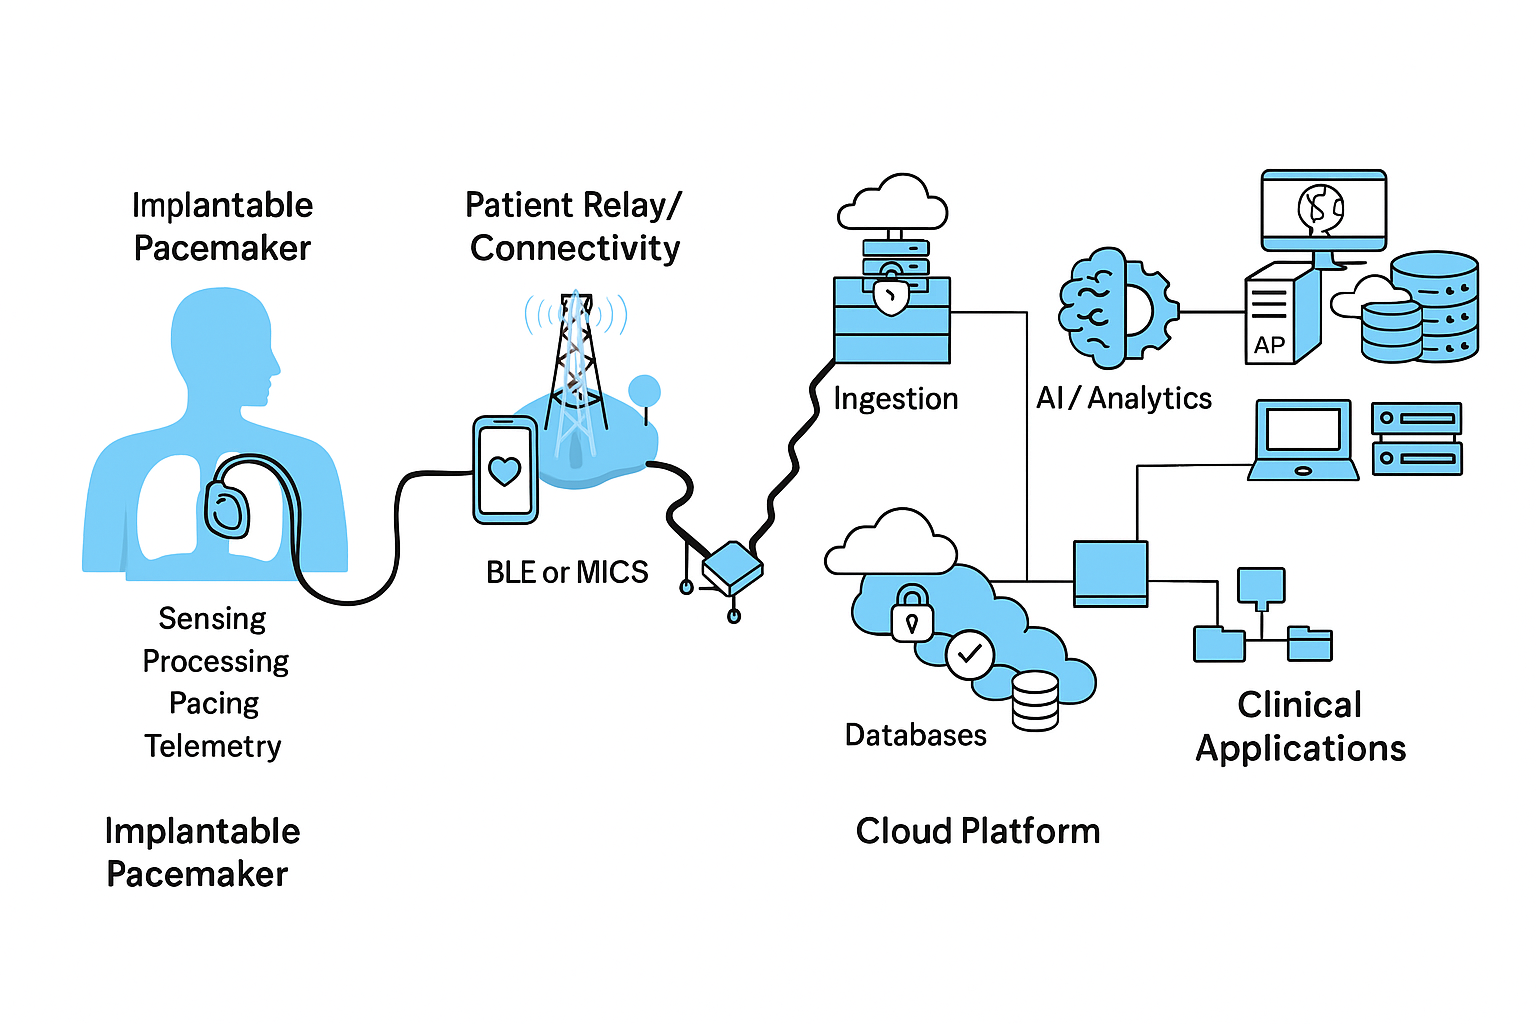 Implantable
Pacemaker
Patient Relay/
Connectivity
AP
Ingestion
AI / Analytics
BLE or MICS
Sensing
Processing
Pacing
Telemetry
Databases
Clinical
Applications
Implantable
Pacemaker
Cloud Platform